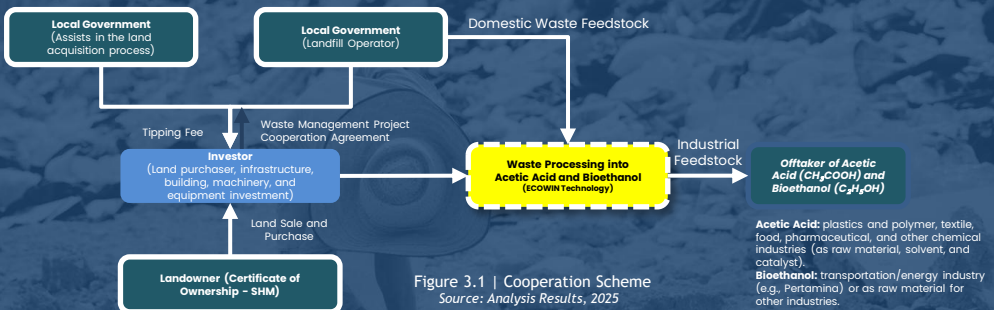 Local Government
(Assists in the land
acquisition process)
Local Government
(Landfill Operator)
Domestic Waste Feedstock
Tipping Fee
Waste Management Project
Cooperation Agreement
Investor
(Land purchaser, infrastructure,
building, machinery, and
equipment investment)
Waste Processing into
Acetic Acid and Bioethanol
(ECOWIN Technology)
Industrial
Feedstock
Offtaker of Acetic
Acid (CH₃COOH) and
Bioethanol (C₂H₅OH)
Land Sale and
Purchase
Landowner (Certificate of
Ownership - SHM)
Acetic Acid: plastics and polymer, textile,
food, pharmaceutical, and other chemical
industries (as raw material, solvent, and
catalyst).
Bioethanol: transportation/energy industry
(e.g., Pertamina) or as raw material for
other industries.
Figure 3.1 | Cooperation Scheme
Source: Analysis Results, 2025